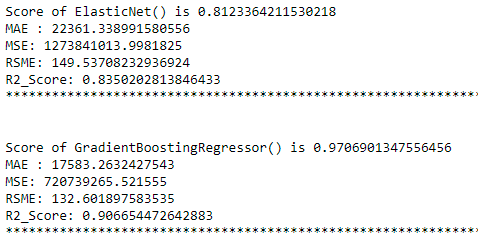 Score of ElasticNet() is 0.8123364211530218
MAE : 22361.338991580556
MSE: 1273841013.9981825
RSME: 149.53708232936924
R2_Score: 0.8350202813846433
**************************************************************
Score of GradientBoostingRegressor() is 0.9706901347556456
MAE : 17583.2632427543
MSE: 720739265.521555
RSME: 132.601897583535
R2_Score: 0.906654472642883
**************************************************************